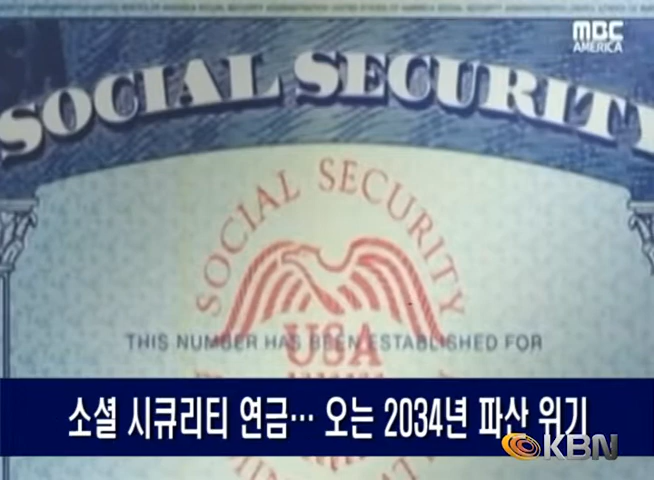 MBC
AMERICA
SOCIAL SECURITY
SOCIAL SECURITY
USA
THIS NUMBER HAS BEEN ESTABLISHED FOR
소셜 시큐리티 연금… 오는 2034년 파산 위기
KBN